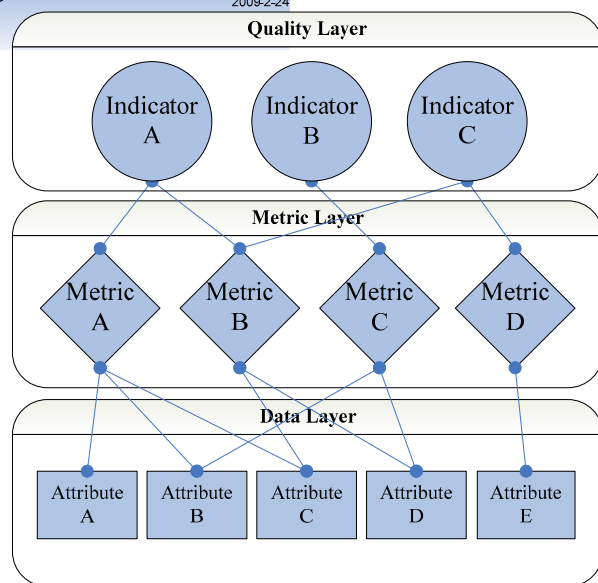 2009-2-24
Quality Layer
Indicator
A
Indicator
B
Indicator
C
Metric Layer
Metric
A
Metric
B
Metric
C
Metric
D
Data Layer
Attribute
A
Attribute
B
Attribute
C
Attribute
D
Attribute
E